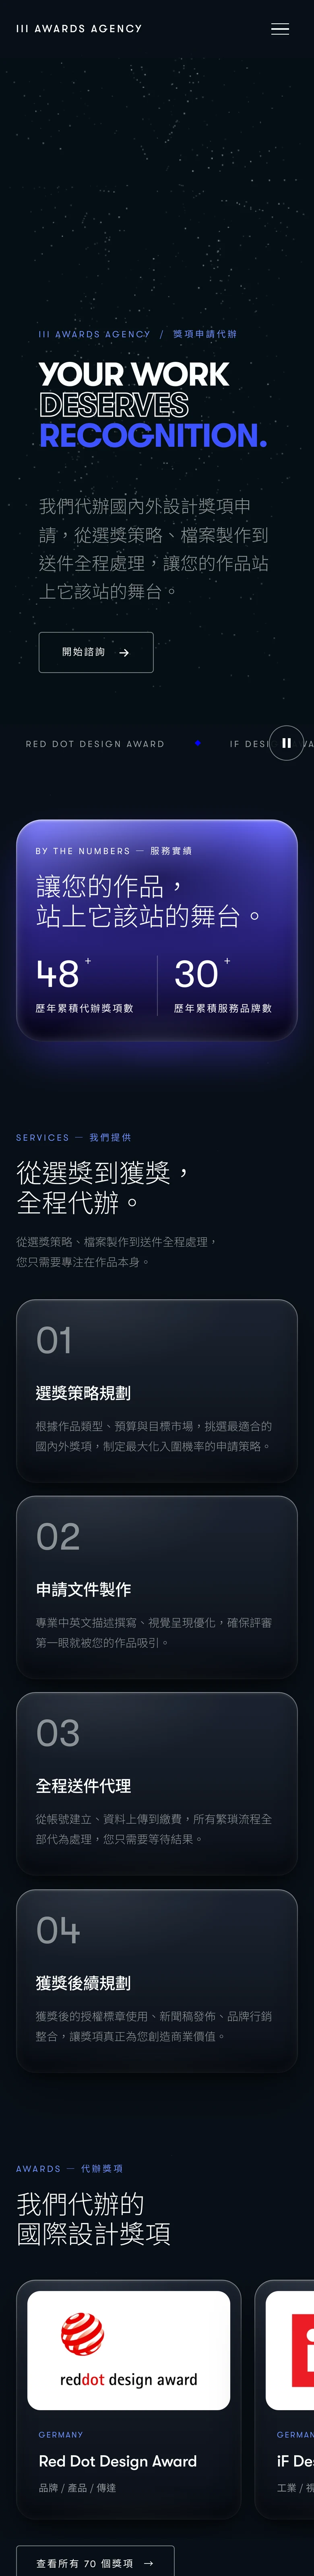 III AWARDS AGENCY
III AWARDS AGENCY / 獎項申請代辦
YOUR WORK
DESERVES
RECOGNITION.
我們代辦國內外設計獎項申
請，從選獎策略、檔案製作到
送件全程處理，讓您的作品站
上它該站的舞台。
開始諮詢 →
RED DOT DESIGN AWARD ✦ IF DESI
BY THE NUMBERS — 服務實績
讓您的作品，
站上它該站的舞台。
48+ 30+
歷年累積代辦獎項數 歷年累積服務品牌數
SERVICES — 我們提供
從選獎到獲獎，
全程代辦。
從選獎策略、檔案製作到送件全程處理，
您只需要專注在作品本身。
01
選獎策略規劃
根據作品類型、預算與目標市場，挑選最適合的
國內外獎項，制定最大化入圍機率的申請策略。
02
申請文件製作
專業中英文描述撰寫、視覺呈現優化，確保評審
第一眼就被您的作品吸引。
03
全程送件代理
從帳號建立、資料上傳到繳費，所有繁瑣流程全
部代為處理，您只需要等待結果。
04
獲獎後續規劃
獲獎後的授權標章使用、新聞稿發佈、品牌行銷
整合，讓獎項真正為您創造商業價值。
AWARDS — 代辦獎項
我們代辦的
國際設計獎項
reddot design award
GERMANY GERMAN
Red Dot Design Award iF De
品牌 / 產品 / 傳達 工業 /
查看所有 70 個獎項 →